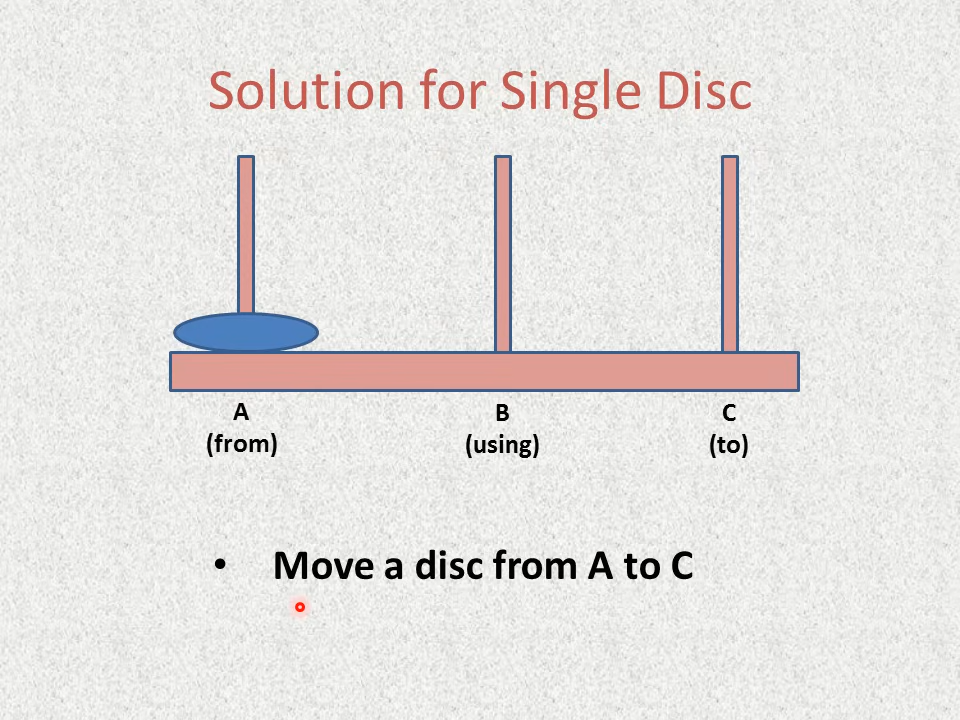 Solution for Single Disc
A B C
(from) (using) (to)
• Move a disc from A to C